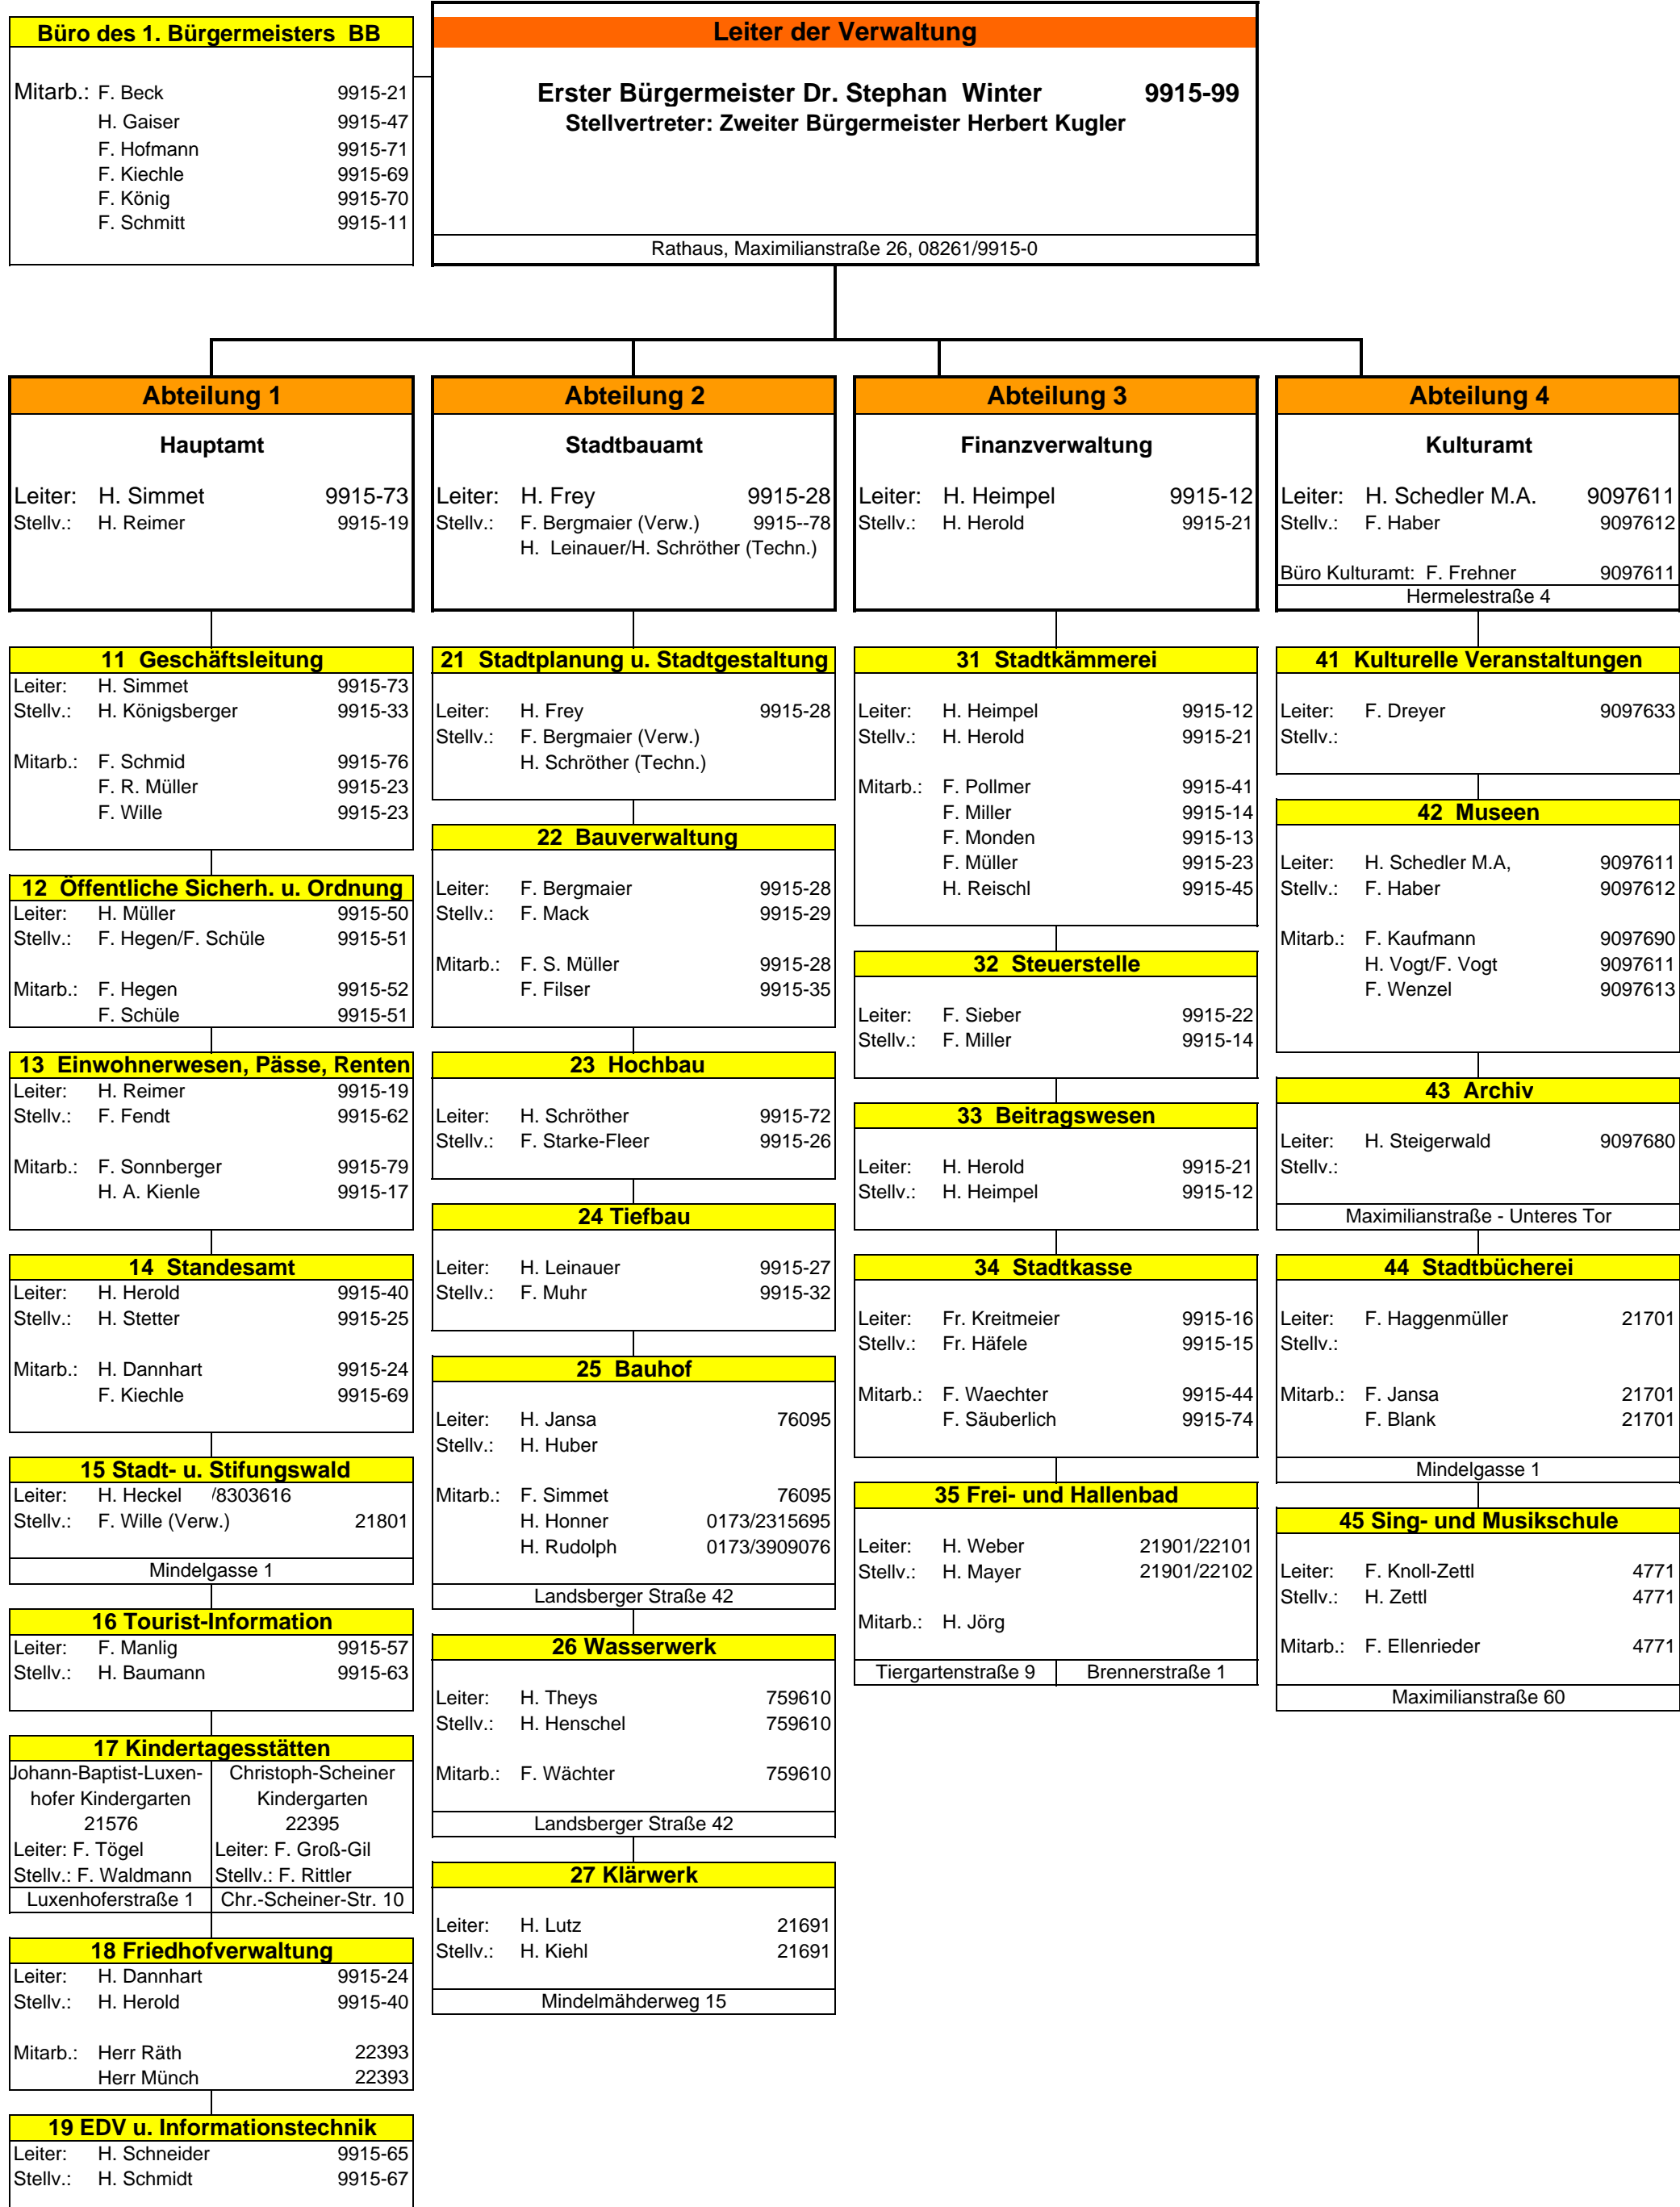 Büro des 1. Bürgermeisters BB
Mitarb.: F. Beck 9915-21
H. Gaiser 9915-47
F. Hofmann 9915-71
F. Kiechle 9915-69
F. König 9915-70
F. Schmitt 9915-11
Leiter der Verwaltung
Erster Bürgermeister Dr. Stephan Winter 9915-99
Stellvertreter: Zweiter Bürgermeister Herbert Kugler
Rathaus, Maximilianstraße 26, 08261/9915-0
Abteilung 1
Hauptamt
Leiter: H. Simmet 9915-73
Stellv.: H. Reimer 9915-19
11 Geschäftsleitung
Leiter: H. Simmet 9915-73
Stellv.: H. Königsberger 9915-33
Mitarb.: F. Schmid 9915-76
F. R. Müller 9915-23
F. Wille 9915-23
12 Öffentliche Sicherh. u. Ordnung
Leiter: H. Müller 9915-50
Stellv.: F. Hegen/F. Schüle 9915-51
Mitarb.: F. Hegen 9915-52
F. Schüle 9915-51
13 Einwohnerwesen, Pässe, Renten
Leiter: H. Reimer 9915-19
Stellv.: F. Fendt 9915-62
Mitarb.: F. Sonnberger 9915-79
H. A. Kienle 9915-17
14 Standesamt
Leiter: H. Herold 9915-40
Stellv.: H. Stetter 9915-25
Mitarb.: H. Dannhart 9915-24
F. Kiechle 9915-69
15 Stadt- u. Stifungswald
Leiter: H. Heckel /8303616
Stellv.: F. Wille (Verw.) 21801
Mindelgasse 1
16 Tourist-Information
Leiter: F. Manlig 9915-57
Stellv.: H. Baumann 9915-63
17 Kindertagesstätten
Johann-Baptist-Luxen-
hofer Kindergarten
21576
Leiter: F. Tögel
Stellv.: F. Waldmann
Luxenhoferstraße 1
Christoph-Scheiner
Kindergarten
22395
Leiter: F. Groß-Gil
Stellv.: F. Rittler
Chr.-Scheiner-Str. 10
18 Friedhofverwaltung
Leiter: H. Dannhart 9915-24
Stellv.: H. Herold 9915-40
Mitarb.: Herr Räth 22393
Herr Münch 22393
19 EDV u. Informationstechnik
Leiter: H. Schneider 9915-65
Stellv.: H. Schmidt 9915-67
Abteilung 2
Stadtbauamt
Leiter: H. Frey 9915-28
Stellv.: F. Bergmaier (Verw.) 9915--78
H. Leinauer/H. Schröther (Techn.)
21 Stadtplanung u. Stadtgestaltung
Leiter: H. Frey 9915-28
Stellv.: F. Bergmaier (Verw.)
H. Schröther (Techn.)
22 Bauverwaltung
Leiter: F. Bergmaier 9915-28
Stellv.: F. Mack 9915-29
Mitarb.: F. S. Müller 9915-28
F. Filser 9915-35
23 Hochbau
Leiter: H. Schröther 9915-72
Stellv.: F. Starke-Fleer 9915-26
24 Tiefbau
Leiter: H. Leinauer 9915-27
Stellv.: F. Muhr 9915-32
25 Bauhof
Leiter: H. Jansa 76095
Stellv.: H. Huber
Mitarb.: F. Simmet 76095
H. Honner 0173/2315695
H. Rudolph 0173/3909076
Landsberger Straße 42
26 Wasserwerk
Leiter: H. Theys 759610
Stellv.: H. Henschel 759610
Mitarb.: F. Wächter 759610
Landsberger Straße 42
27 Klärwerk
Leiter: H. Lutz 21691
Stellv.: H. Kiehl 21691
Mindelmähderweg 15
Abteilung 3
Finanzverwaltung
Leiter: H. Heimpel 9915-12
Stellv.: H. Herold 9915-21
31 Stadtkämmerei
Leiter: H. Heimpel 9915-12
Stellv.: H. Herold 9915-21
Mitarb.: F. Pollmer 9915-41
F. Miller 9915-14
F. Monden 9915-13
F. Müller 9915-23
H. Reischl 9915-45
32 Steuerstelle
Leiter: F. Sieber 9915-22
Stellv.: F. Miller 9915-14
33 Beitragswesen
Leiter: H. Herold 9915-21
Stellv.: H. Heimpel 9915-12
34 Stadtkasse
Leiter: Fr. Kreitmeier 9915-16
Stellv.: Fr. Häfele 9915-15
Mitarb.: F. Waechter 9915-44
F. Säuberlich 9915-74
35 Frei- und Hallenbad
Leiter: H. Weber 21901/22101
Stellv.: H. Mayer 21901/22102
Mitarb.: H. Jörg
Tiergartenstraße 9 Brennerstraße 1
Abteilung 4
Kulturamt
Leiter: H. Schedler M.A. 9097611
Stellv.: F. Haber 9097612
Büro Kulturamt: F. Frehner 9097611
Hermelestraße 4
41 Kulturelle Veranstaltungen
Leiter: F. Dreyer 9097633
Stellv.:
42 Museen
Leiter: H. Schedler M.A, 9097611
Stellv.: F. Haber 9097612
Mitarb.: F. Kaufmann 9097690
H. Vogt/F. Vogt 9097611
F. Wenzel 9097613
43 Archiv
Leiter: H. Steigerwald 9097680
Stellv.:
Maximilianstraße - Unteres Tor
44 Stadtbücherei
Leiter: F. Haggenmüller 21701
Stellv.:
Mitarb.: F. Jansa 21701
F. Blank 21701
Mindelgasse 1
45 Sing- und Musikschule
Leiter: F. Knoll-Zettl 4771
Stellv.: H. Zettl 4771
Mitarb.: F. Ellenrieder 4771
Maximilianstraße 60